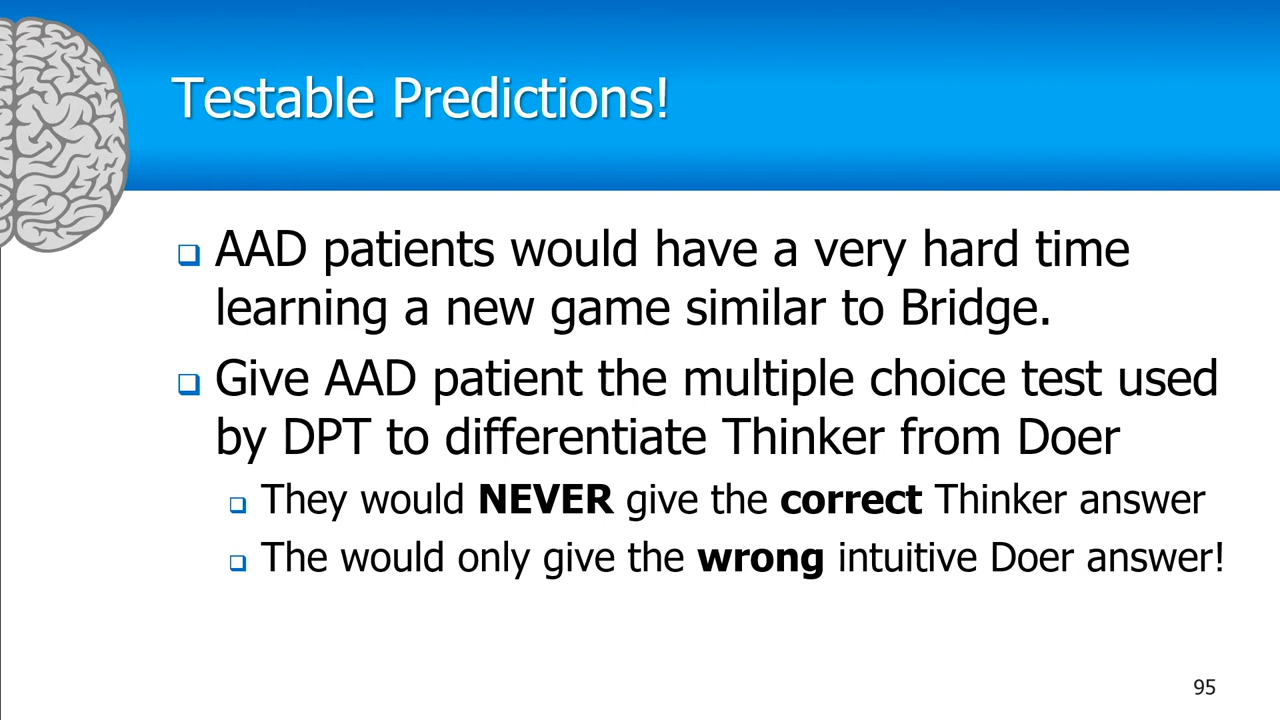 Testable Predictions!
AAD patients would have a very hard time
learning a new game similar to Bridge.
Give AAD patient the multiple choice test used
by DPT to differentiate Thinker from Doer
They would NEVER give the correct Thinker answer
The would only give the wrong intuitive Doer answer!
95